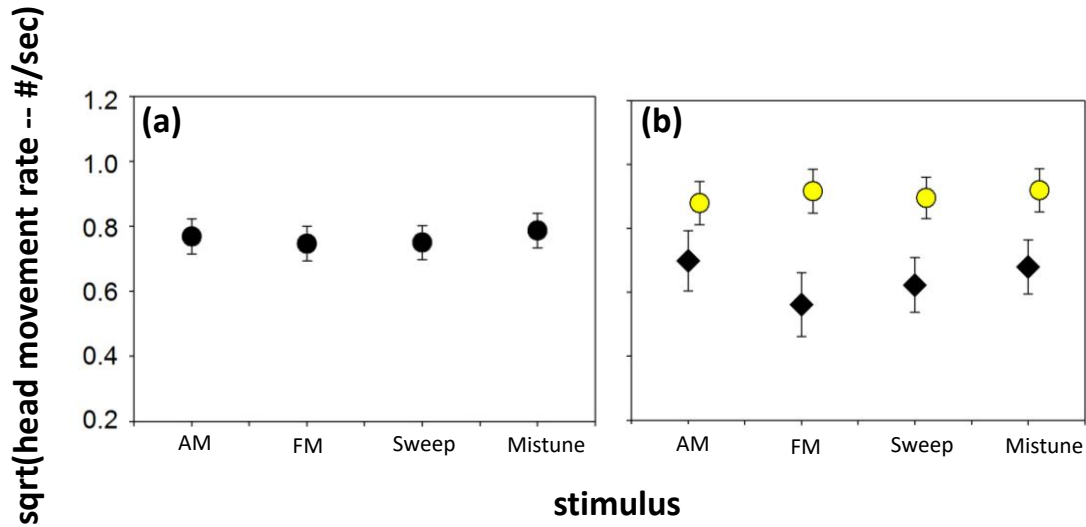 sqrt(head movement rate -- #/sec)
1.2
1.0
0.8
0.6
0.4
0.2
(a)
AM FM Sweep Mistune
(b)
AM FM Sweep Mistune
stimulus